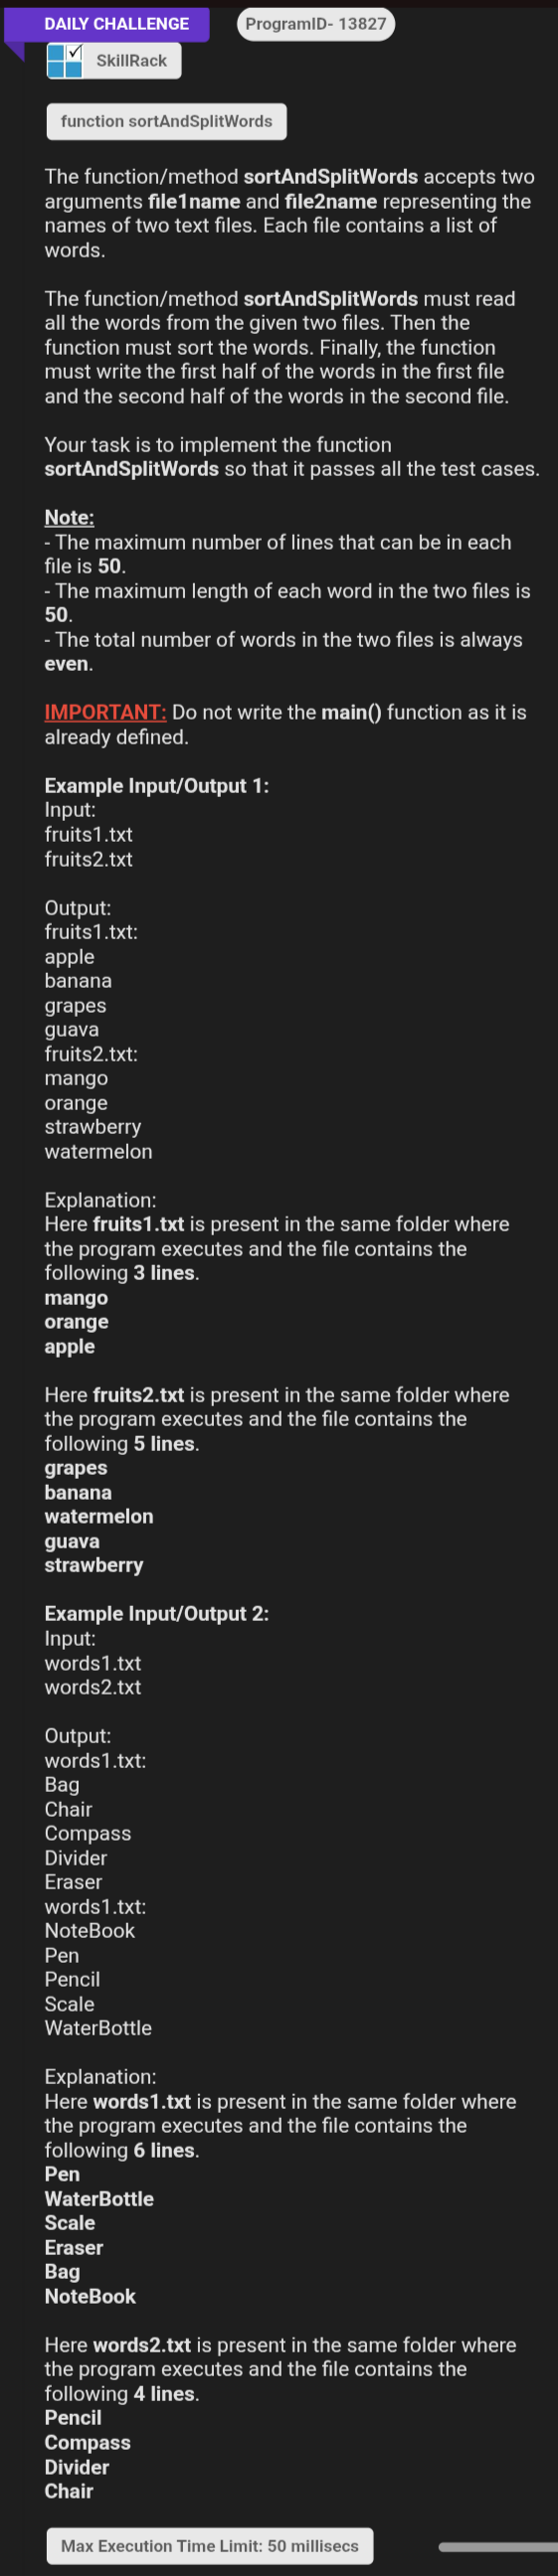 DAILY CHALLENGE
ProgramID- 13827
SkillRack
function sortAndSplitWords
The function/method sortAndSplitWords accepts two
arguments file1name and file2name representing the
names of two text files. Each file contains a list of
words.
The function/method sortAndSplitWords must read
all the words from the given two files. Then the
function must sort the words. Finally, the function
must write the first half of the words in the first file
and the second half of the words in the second file.
Your task is to implement the function
sortAndSplitWords so that it passes all the test cases.
Note:
- The maximum number of lines that can be in each
file is 50.
- The maximum length of each word in the two files is
50.
- The total number of words in the two files is always
even.
IMPORTANT: Do not write the main() function as it is
already defined.
Example Input/Output 1:
Input:
fruits1.txt
fruits2.txt
Output:
fruits1.txt:
apple
banana
grapes
guava
fruits2.txt:
mango
orange
strawberry
watermelon
Explanation:
Here fruits1.txt is present in the same folder where
the program executes and the file contains the
following 3 lines.
mango
orange
apple
Here fruits2.txt is present in the same folder where
the program executes and the file contains the
following 5 lines.
grapes
banana
watermelon
guava
strawberry
Example Input/Output 2:
Input:
words1.txt
words2.txt
Output:
words1.txt:
Bag
Chair
Compass
Divider
Eraser
words1.txt:
NoteBook
Pen
Pencil
Scale
WaterBottle
Explanation:
Here words1.txt is present in the same folder where
the program executes and the file contains the
following 6 lines.
Pen
WaterBottle
Scale
Eraser
Bag
NoteBook
Here words2.txt is present in the same folder where
the program executes and the file contains the
following 4 lines.
Pencil
Compass
Divider
Chair
Max Execution Time Limit: 50 millisecs